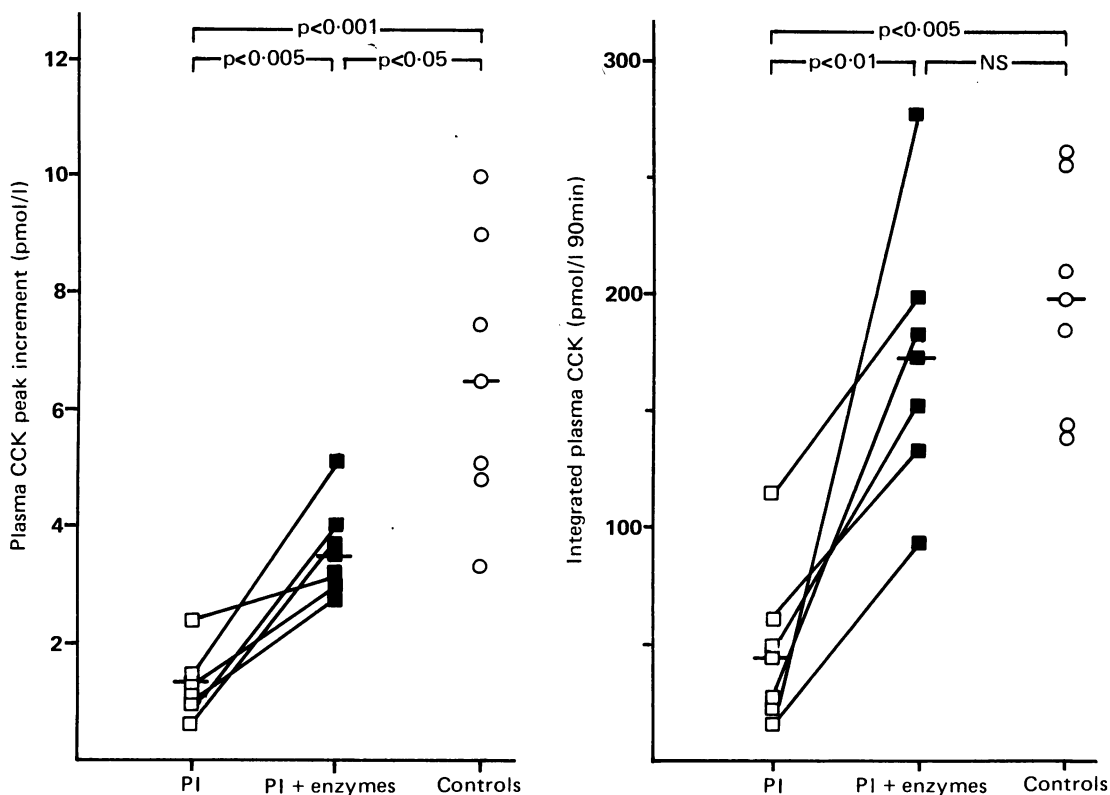 p<0·001
p<0·005
p<0·05
12
10
8
6
4
2
Plasma CCK peak increment (pmol/l)
PI
PI + enzymes
Controls
p<0·005
p<0·01
NS
300
200
100
Integrated plasma CCK (pmol/l 90min)
PI
PI + enzymes
Controls